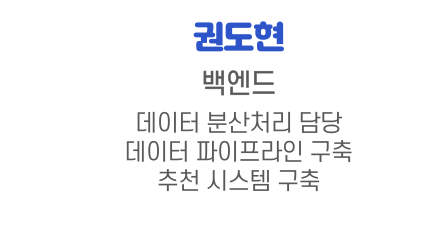 권도현
백엔드
데이터 분산처리 담당
데이터 파이프라인 구축
추천 시스템 구축